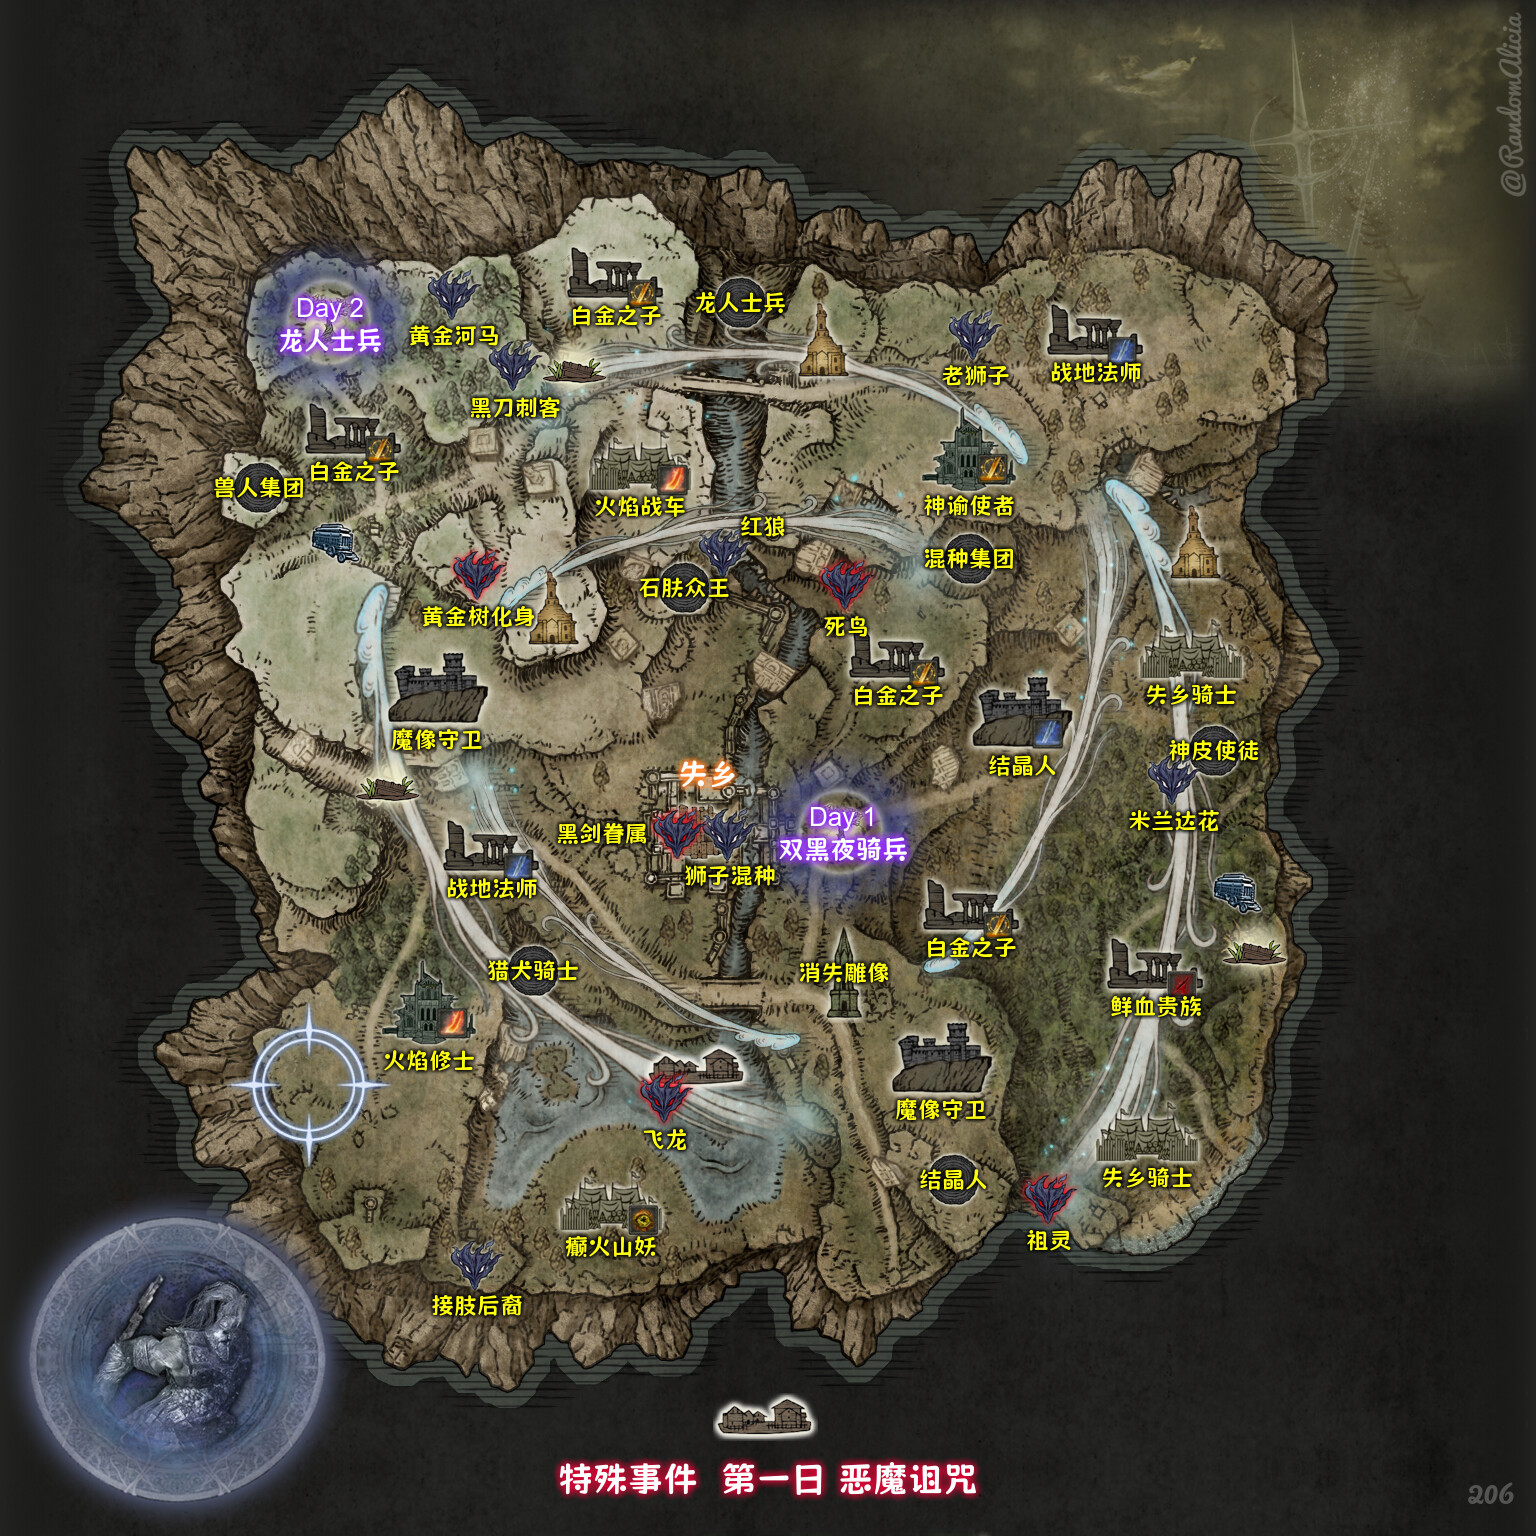 @RandomAlicia
Day 2
龙人士兵
黄金河马
白金之子
龙人士兵
黑刀刺客
老狮子
战地法师
兽人集团
白金之子
火焰战车
神谕使者
红狼
混种集团
石肤众王
黄金树化身
死鸟
白金之子
失乡骑士
魔像守卫
结晶人
神皮使徒
失乡
黑剑眷属
狮子混种
Day 1
双黑夜骑兵
米兰达花
战地法师
白金之子
猎犬骑士
消失雕像
鲜血贵族
火焰修士
魔像守卫
飞龙
结晶人
失乡骑士
祖灵
癫火山妖
接肢后裔
特殊事件 第一日 恶魔诅咒
206